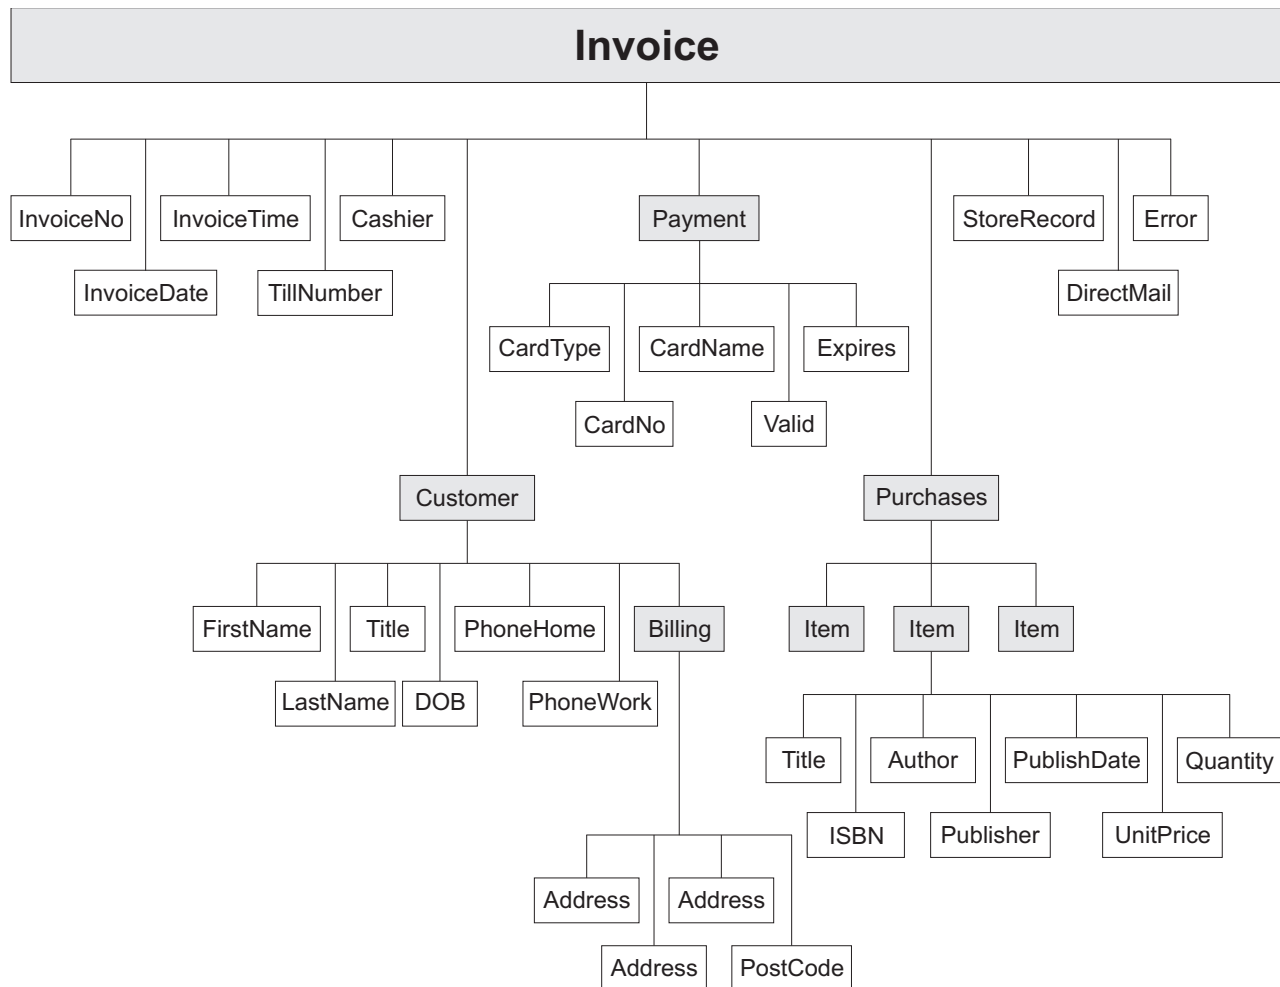 Invoice
InvoiceNo
InvoiceTime
Cashier
Payment
StoreRecord
Error
InvoiceDate
TillNumber
DirectMail
CardType
CardName
Expires
CardNo
Valid
Customer
Purchases
FirstName
Title
PhoneHome
Billing
Item
Item
Item
LastName
DOB
PhoneWork
Title
Author
PublishDate
Quantity
ISBN
Publisher
UnitPrice
Address
Address
Address
PostCode